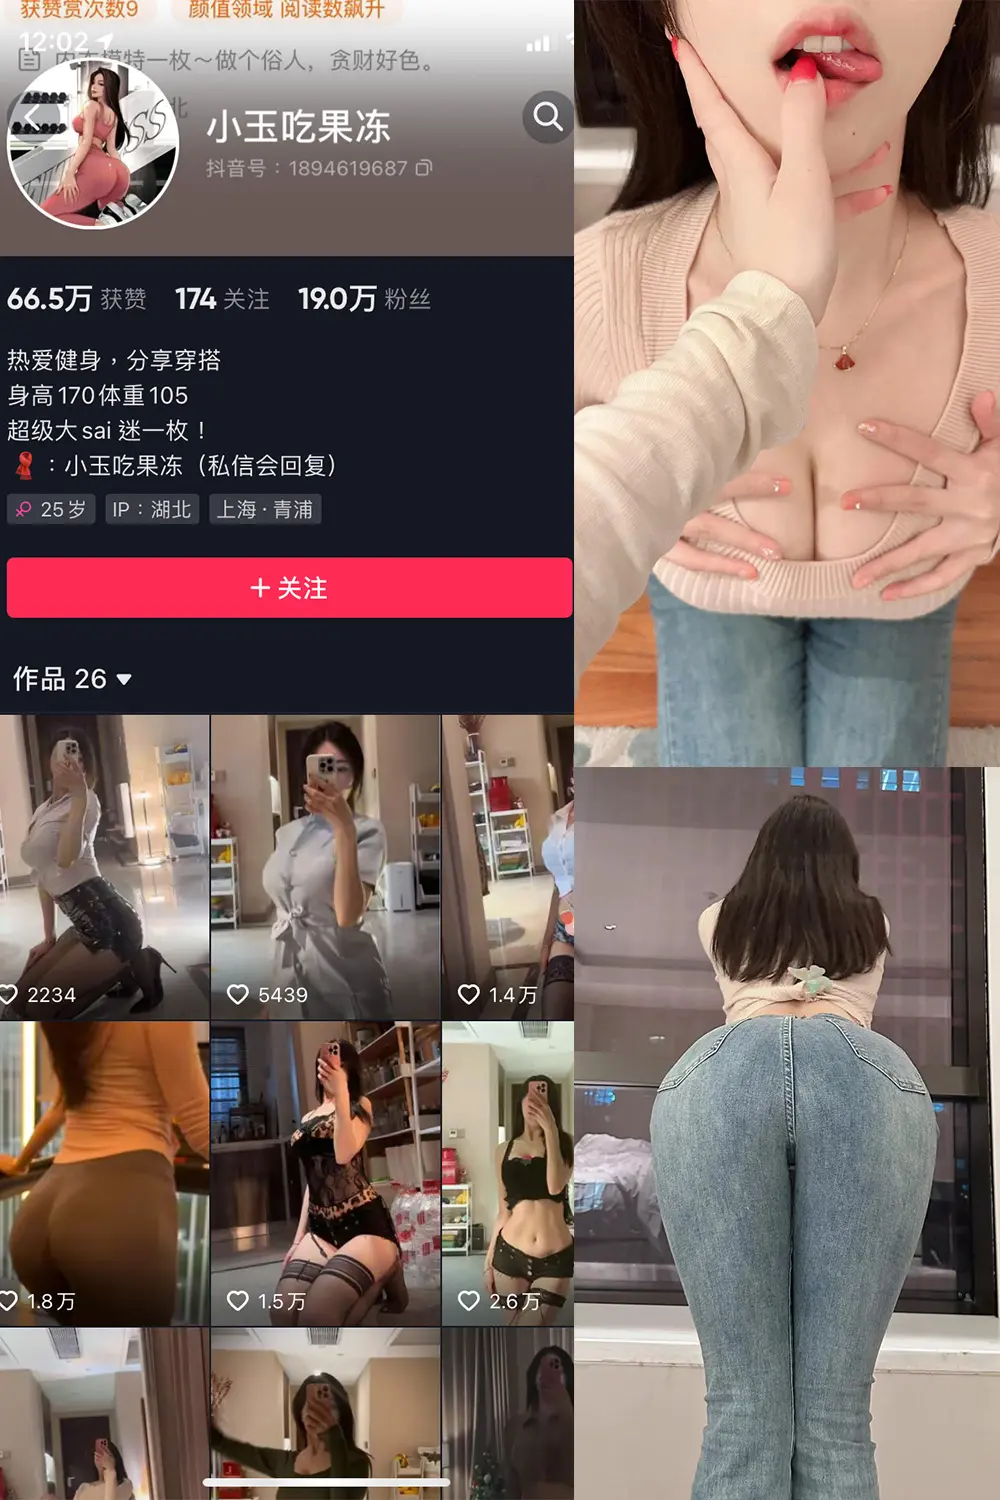 获赞赏次数9
颜值领域 阅读数飙升
12:02
内衣模特一枚～做个俗人，贪财好色。
北
小玉吃果冻
抖音号：1894619687
66.5万 获赞 174 关注 19.0万 粉丝
热爱健身，分享穿搭
身高170体重105
超级大sai 迷一枚！
：小玉吃果冻（私信会回复）
25岁 IP：湖北 上海·青浦
+ 关注
作品 26
2234 5439 1.4万
1.8万 1.5万 2.6万